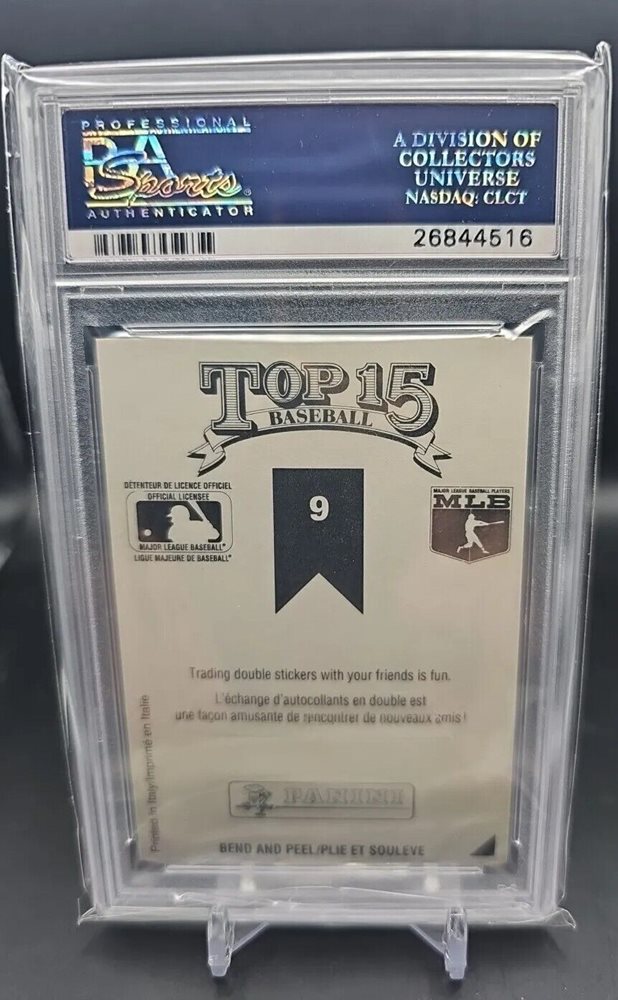 PROFESSIONAL
PSA
Sports®
AUTHENTICATOR
A DIVISION OF
COLLECTORS
UNIVERSE
NASDAQ: CLCT
26844516
TOP 15
BASEBALL
DÉTENTEUR DE LICENCE OFFICIEL
OFFICIAL LICENSEE
MAJOR LEAGUE BASEBALL®
LIGUE MAJEURE DE BASEBALL®
9
MAJOR LEAGUE BASEBALL PLAYERS
MLB
Trading double stickers with your friends is fun.
L'échange d'autocollants en double est
une façon amusante de rencontrer de nouveaux amis!
Printed in Italy/Imprimé en Italie
PANINI
BEND AND PEEL/PLIE ET SOULEVE